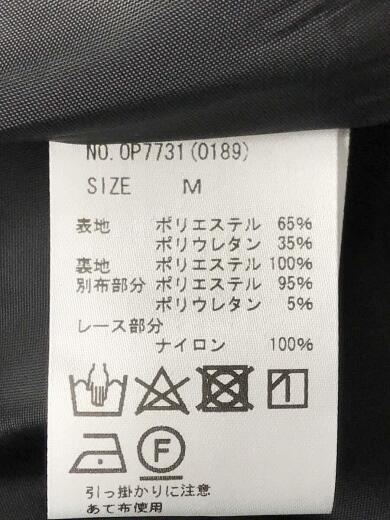 NO.OP7731(0189)
SIZE M
表地 ポリエステル 65%
ポリウレタン 35%
裏地 ポリエステル 100%
別布部分 ポリエステル 95%
ポリウレタン 5%
レース部分
ナイロン 100%
F
引っ掛かりに注意
あて布使用